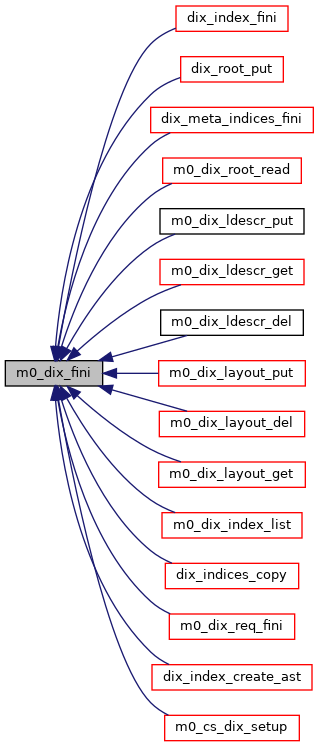 dix_index_fini
dix_root_put
dix_meta_indices_fini
m0_dix_root_read
m0_dix_ldescr_put
m0_dix_ldescr_get
m0_dix_ldescr_del
m0_dix_fini
m0_dix_layout_put
m0_dix_layout_del
m0_dix_layout_get
m0_dix_index_list
dix_indices_copy
m0_dix_req_fini
dix_index_create_ast
m0_cs_dix_setup